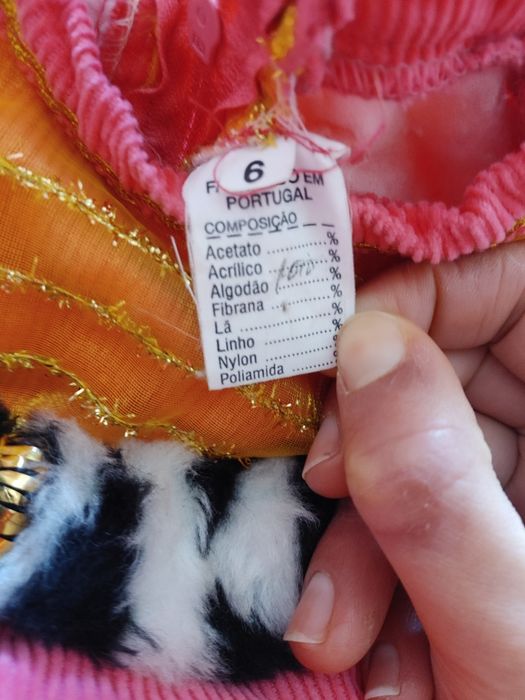 6
EM
PORTUGAL
COMPOSIÇÃO
Acetato ............... %
Acrílico ............... %
Algodão 100 ............... %
Fibrana ............... %
Lã ............... %
Linho ............... %
Nylon ............... %
Poliamida ...............